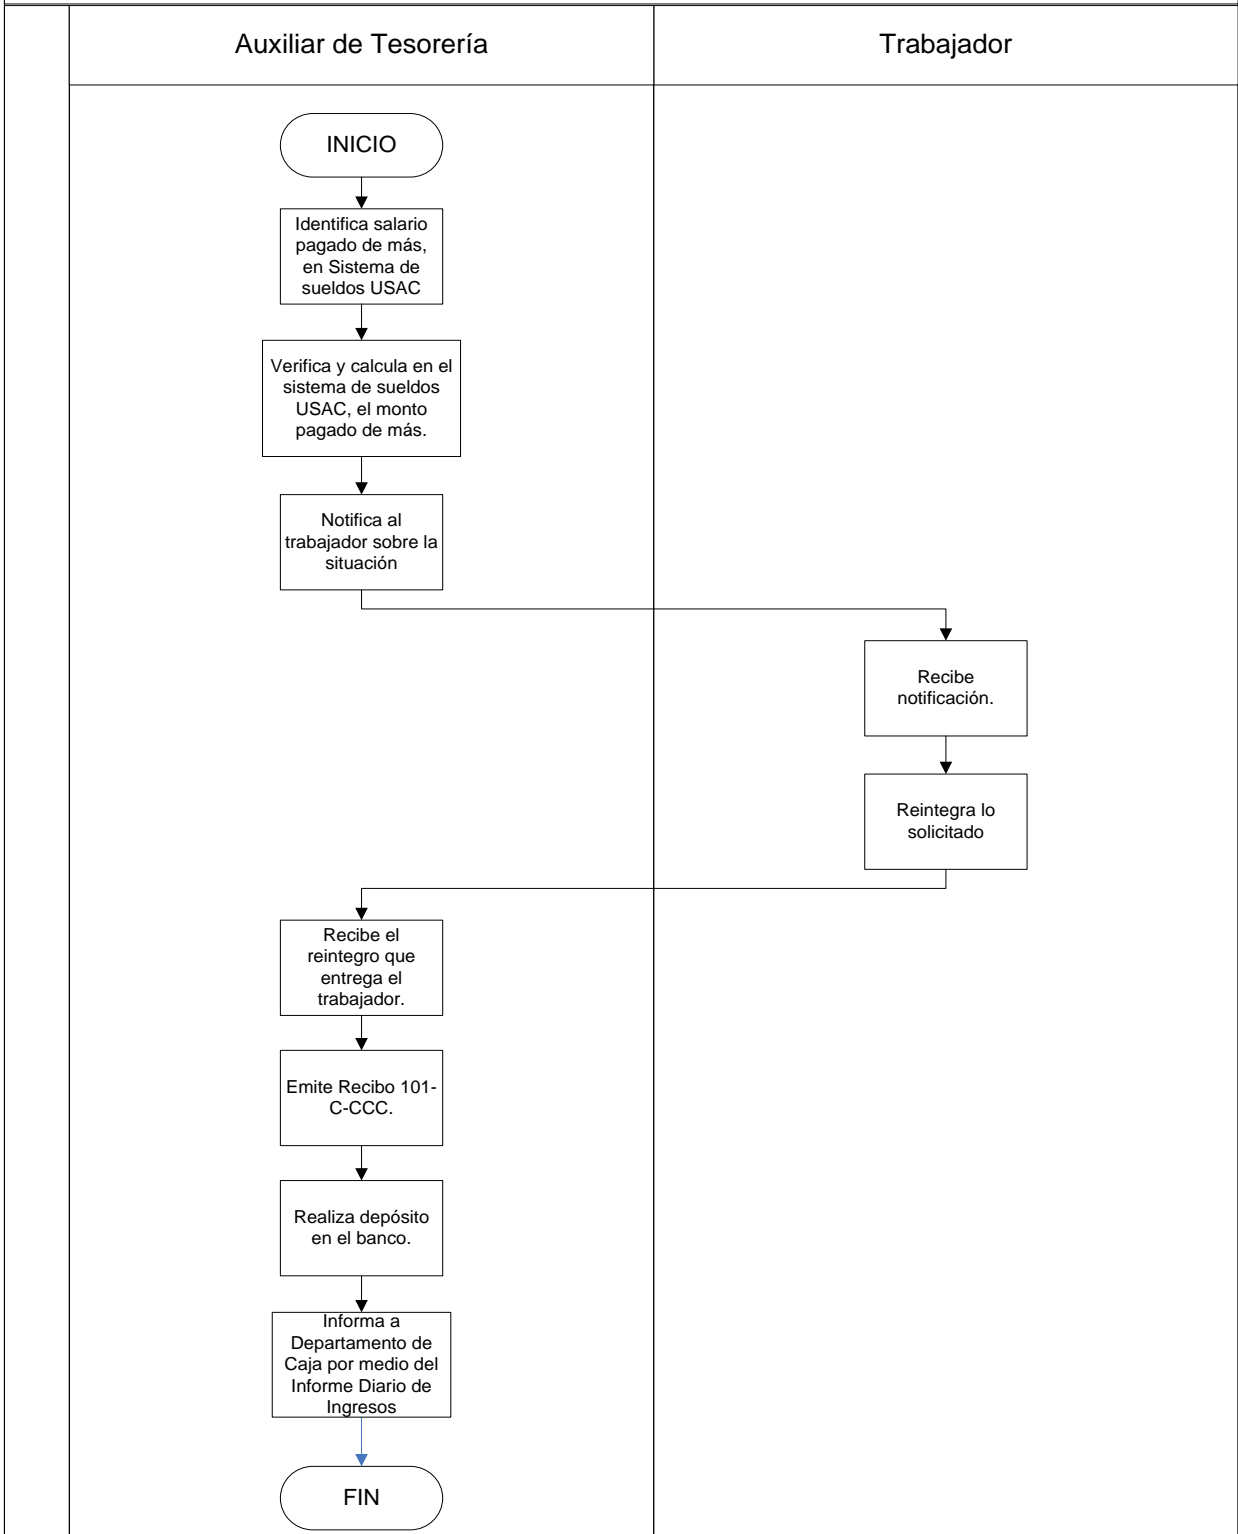 Auxiliar de Tesorería
Trabajador
INICIO
Identifica salario
pagado de más,
en Sistema de
sueldos USAC
Verifica y calcula en el
sistema de sueldos
USAC, el monto
pagado de más.
Notifica al
trabajador sobre la
situación
Recibe
notificación.
Reintegra lo
solicitado
Recibe el
reintegro que
entrega el
trabajador.
Emite Recibo 101-
C-CCC.
Realiza depósito
en el banco.
Informa a
Departamento de
Caja por medio del
Informe Diario de
Ingresos
FIN